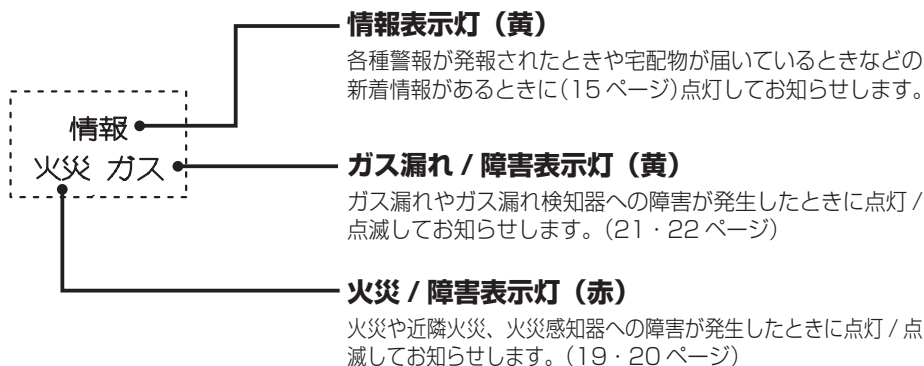 情報表示灯（黄）
各種警報が発報されたときや宅配物が届いているときなどの
新着情報があるときに(15 ページ)点灯してお知らせします。
情報
火災 ガス
ガス漏れ / 障害表示灯（黄）
ガス漏れやガス漏れ検知器への障害が発生したときに点灯 /
点滅してお知らせします。（21・22 ページ）
火災 / 障害表示灯（赤）
火災や近隣火災、火災感知器への障害が発生したときに点灯 / 点
滅してお知らせします。（19・20 ページ）